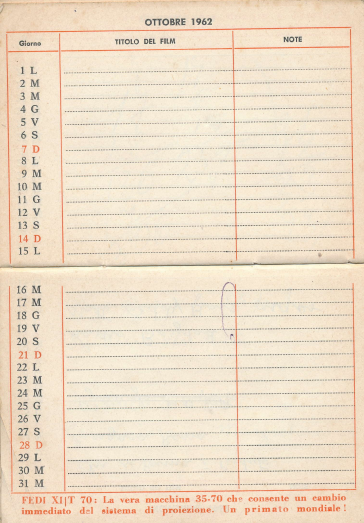 OTTOBRE 1962
Giorno TITOLO DEL FILM NOTE
1 L
2 M
3 M
4 G
5 V
6 S
7 D
8 L
9 M
10 M
11 G
12 V
13 S
14 D
15 L
16 M
17 M
18 G
19 V
20 S
21 D
22 L
23 M
24 M
25 G
26 V
27 S
28 D
29 L
30 M
31 M
FEDI XI|T 70: La vera macchina 35-70 che consente un cambio
immediato del sistema di proiezione. Un primato mondiale!